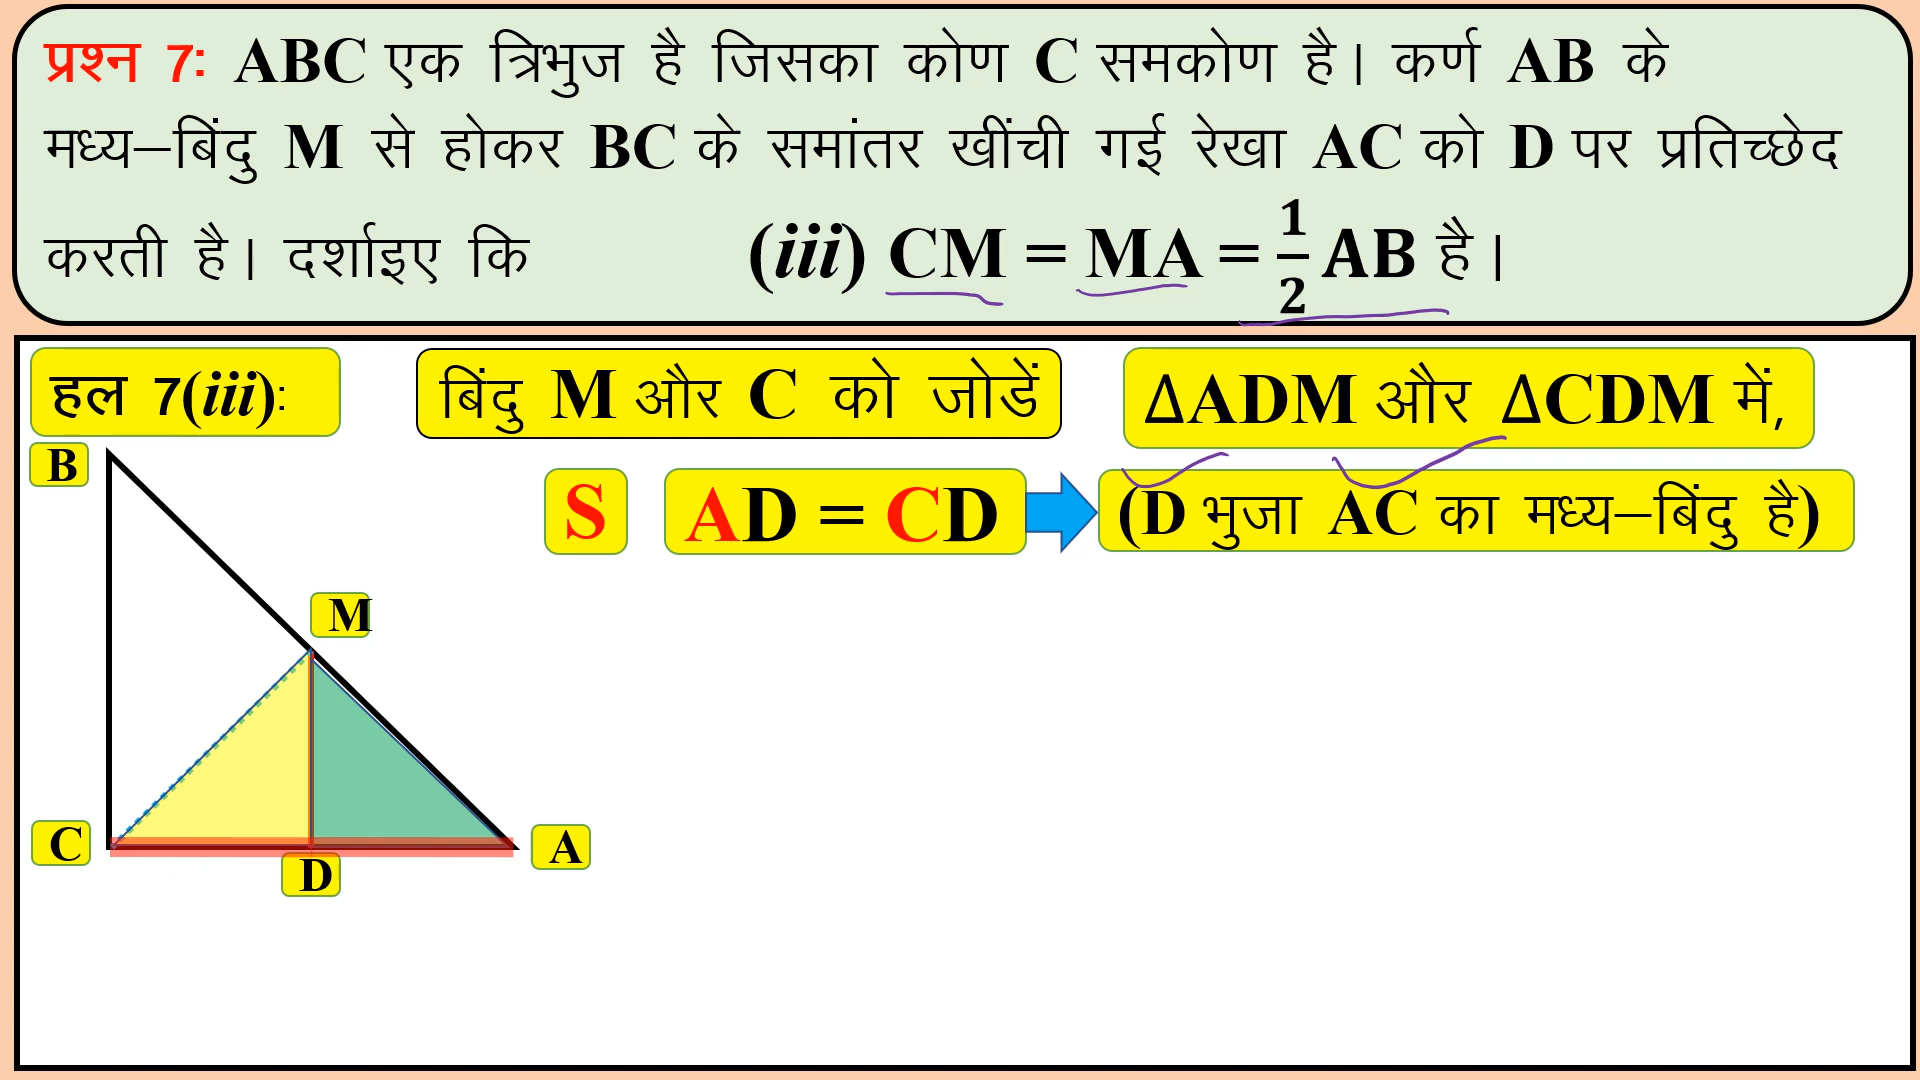 प्रश्न 7: ABC एक त्रिभुज है जिसका कोण C समकोण है। कर्ण AB के
मध्य–बिंदु M से होकर BC के समांतर खींची गई रेखा AC को D पर प्रतिच्छेद
करती है। दर्शाइए कि (iii) CM = MA = 1/2 AB है।
हल 7(iii): बिंदु M और C को जोडें ΔADM और ΔCDM में,
B
S AD = CD (D भुजा AC का मध्य–बिंदु है)
M
C
A
D